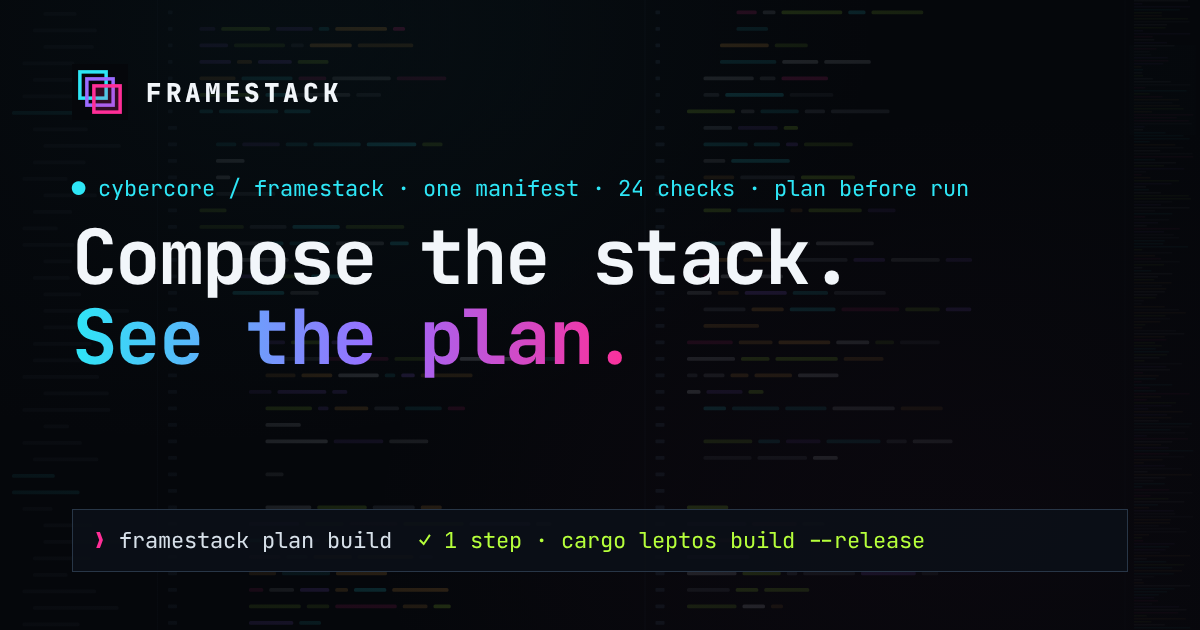 FRAMESTACK
cybercore / framestack · one manifest · 24 checks · plan before run
Compose the stack.
See the plan.
❯ framestack plan build ✓ 1 step · cargo leptos build --release